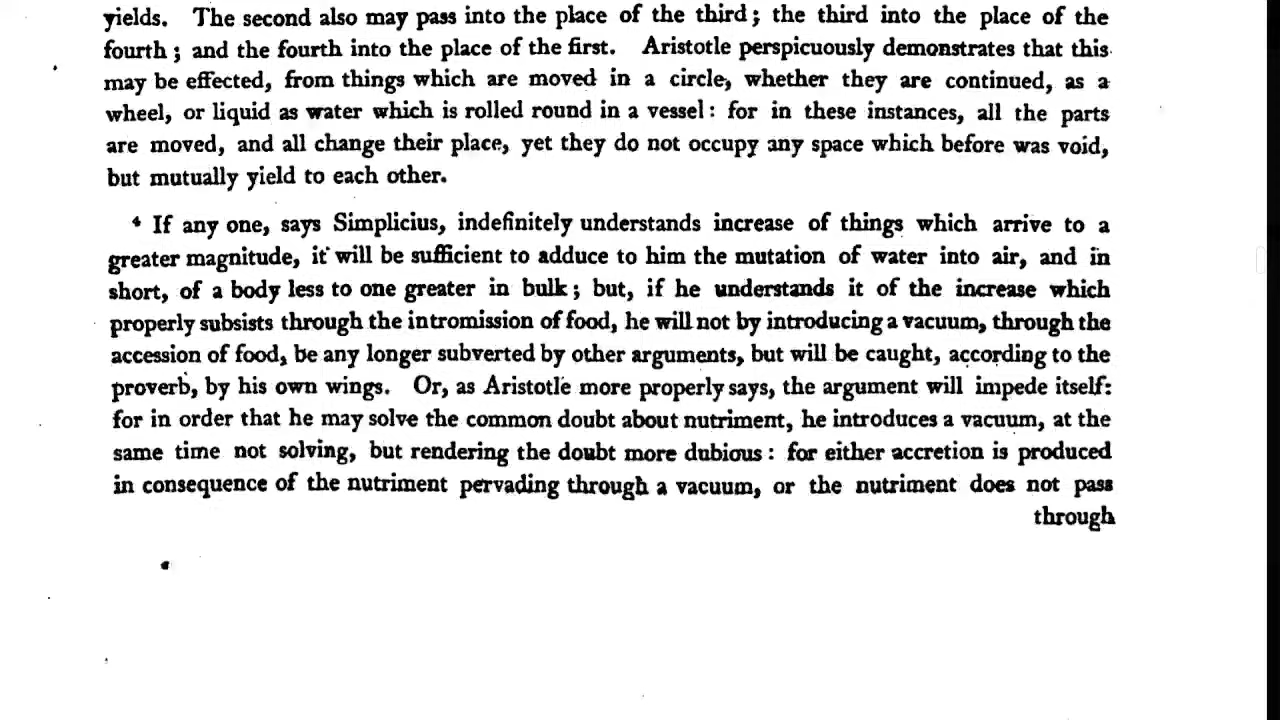 yields. The second also may pass into the place of the third; the third into the place of the
fourth; and the fourth into the place of the first. Aristotle perspicuously demonstrates that this
may be effected, from things which are moved in a circle, whether they are continued, as a
wheel, or liquid as water which is rolled round in a vessel: for in these instances, all the parts
are moved, and all change their place, yet they do not occupy any space which before was void,
but mutually yield to each other.
4 If any one, says Simplicius, indefinitely understands increase of things which arrive to a
greater magnitude, it will be sufficient to adduce to him the mutation of water into air, and in
short, of a body less to one greater in bulk; but, if he understands it of the increase which
properly subsists through the intromission of food, he will not by introducing a vacuum, through the
accession of food, be any longer subverted by other arguments, but will be caught, according to the
proverb, by his own wings. Or, as Aristotle more properly says, the argument will impede itself:
for in order that he may solve the common doubt about nutriment, he introduces a vacuum, at the
same time not solving, but rendering the doubt more dubious: for either accretion is produced
in consequence of the nutriment pervading through a vacuum, or the nutriment does not pass
through